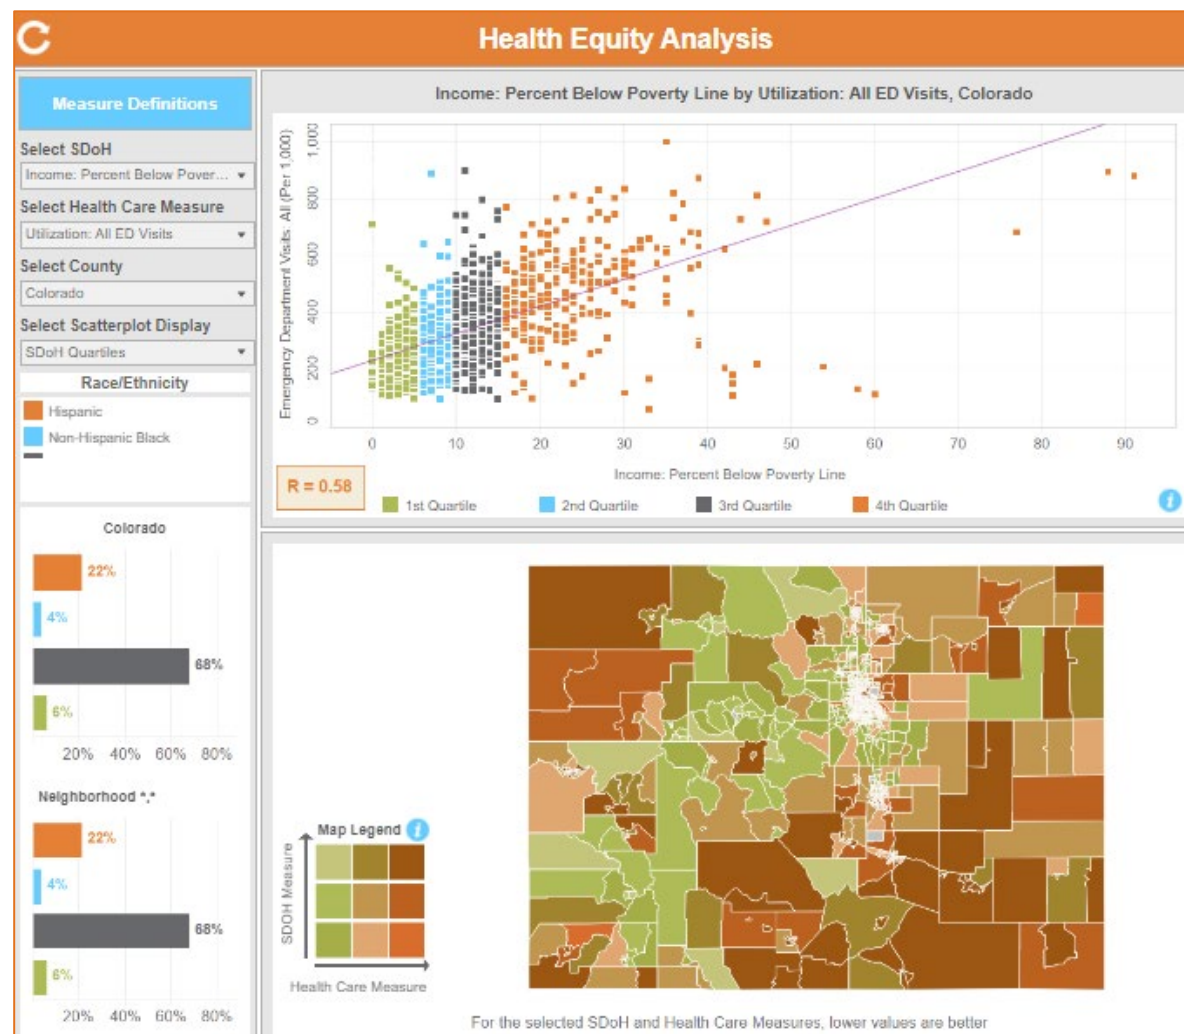 Health Equity Analysis
Measure Definitions
Select SDoH
Income: Percent Below Pover...
Select Health Care Measure
Utilization: All ED Visits
Select County
Colorado
Select Scatterplot Display
SDoH Quartiles
Race/Ethnicity
Hispanic
Non-Hispanic Black
Colorado
22%
4%
68%
6%
20% 40% 60% 80%
Neighborhood *,*
22%
4%
68%
6%
20% 40% 60% 80%
Income: Percent Below Poverty Line by Utilization: All ED Visits, Colorado
Emergency Department Visits: All (Per 1,000)
1,000
800
600
400
200
0
0 10 20 30 40 50 60 70 80 90
Income: Percent Below Poverty Line
R = 0.58
1st Quartile 2nd Quartile 3rd Quartile 4th Quartile
i
Map Legend i
SDOH Measure
Health Care Measure
For the selected SDoH and Health Care Measures, lower values are better